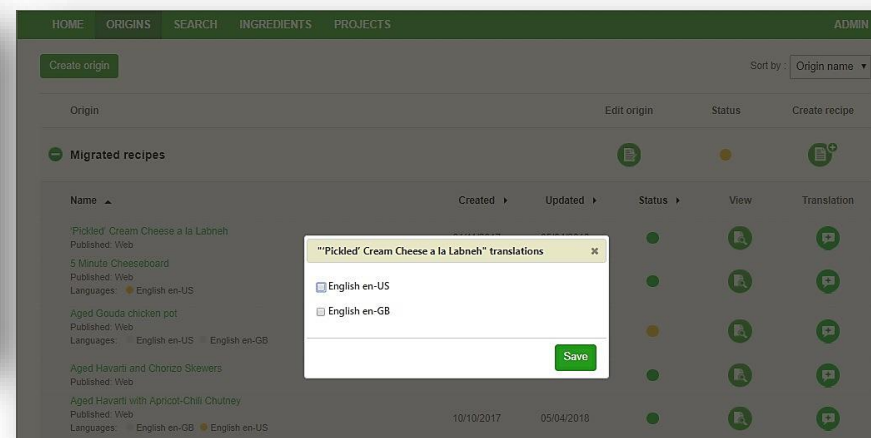 HOME ORIGINS SEARCH INGREDIENTS PROJECTS ADMIN
Create origin Sort by : Origin name
Origin Edit origin Status Create recipe
Migrated recipes
Name Created Updated Status View Translation
'Pickled' Cream Cheese a la Labneh
Published: Web
"'Pickled' Cream Cheese a la Labneh" translations
5 Minute Cheeseboard
Published: Web
Languages: English en-US
English en-US
Aged Gouda chicken pot
Published: Web
English en-GB
Languages: English en-US English en-GB
Save
Aged Havarti and Chorizo Skewers
Published: Web
Aged Havarti with Apricot-Chili Chutney
Published: Web
10/10/2017 05/04/2018
Languages: English en-GB English en-US